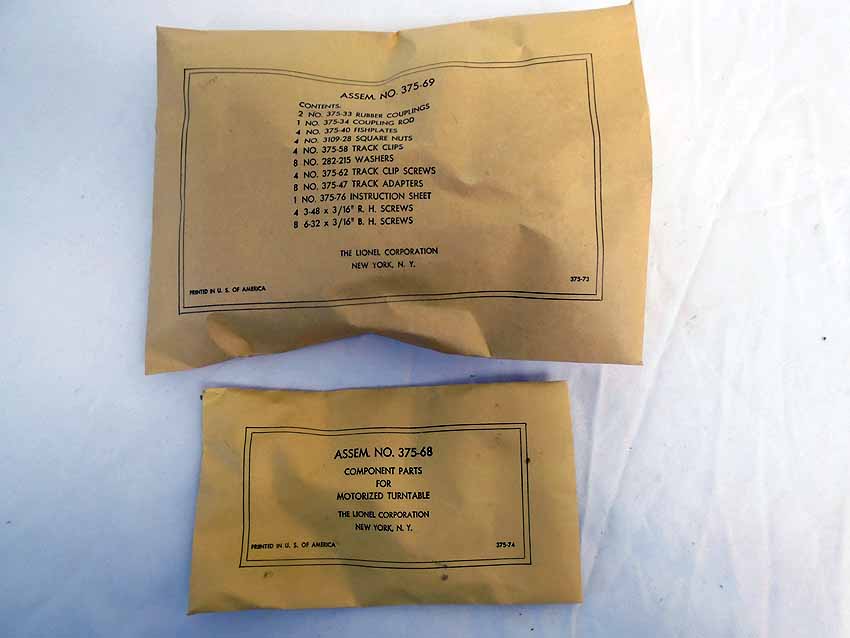 ASSEM. NO. 375-69
CONTENTS:
2 NO. 375-33 RUBBER COUPLINGS
1 NO. 375-34 COUPLING ROD
4 NO. 375-40 FISHPLATES
4 NO. 3109-28 SQUARE NUTS
4 NO. 375-58 TRACK CLIPS
8 NO. 282-215 WASHERS
4 NO. 375-62 TRACK CLIP SCREWS
8 NO. 375-47 TRACK ADAPTERS
1 NO. 375-76 INSTRUCTION SHEET
4 3-48 x 3/16" R. H. SCREWS
8 6-32 x 3/16" B. H. SCREWS
THE LIONEL CORPORATION
NEW YORK, N. Y.
PRINTED IN U. S. OF AMERICA
375-73
ASSEM. NO. 375-68
COMPONENT PARTS
FOR
MOTORIZED TURNTABLE
THE LIONEL CORPORATION
NEW YORK, N. Y.
PRINTED IN U. S. OF AMERICA
375-74